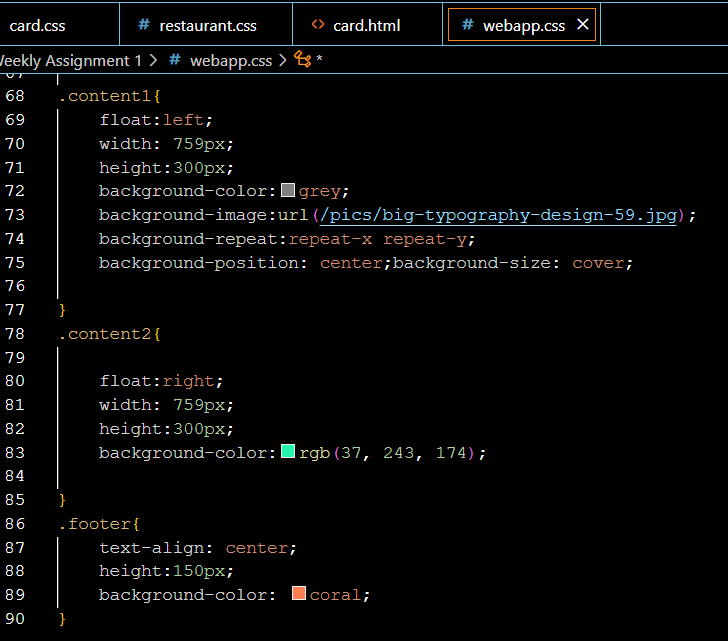 card.css # restaurant.css <> card.html # webapp.css ×
Weekly Assignment 1 > # webapp.css > *
67
68 .content1{
69 float:left;
70 width: 759px;
71 height:300px;
72 background-color:grey;
73 background-image:url(/pics/big-typography-design-59.jpg);
74 background-repeat:repeat-x repeat-y;
75 background-position: center;background-size: cover;
76
77 }
78 .content2{
79
80 float:right;
81 width: 759px;
82 height:300px;
83 background-color:rgb(37, 243, 174);
84
85 }
86 .footer{
87 text-align: center;
88 height:150px;
89 background-color: coral;
90 }